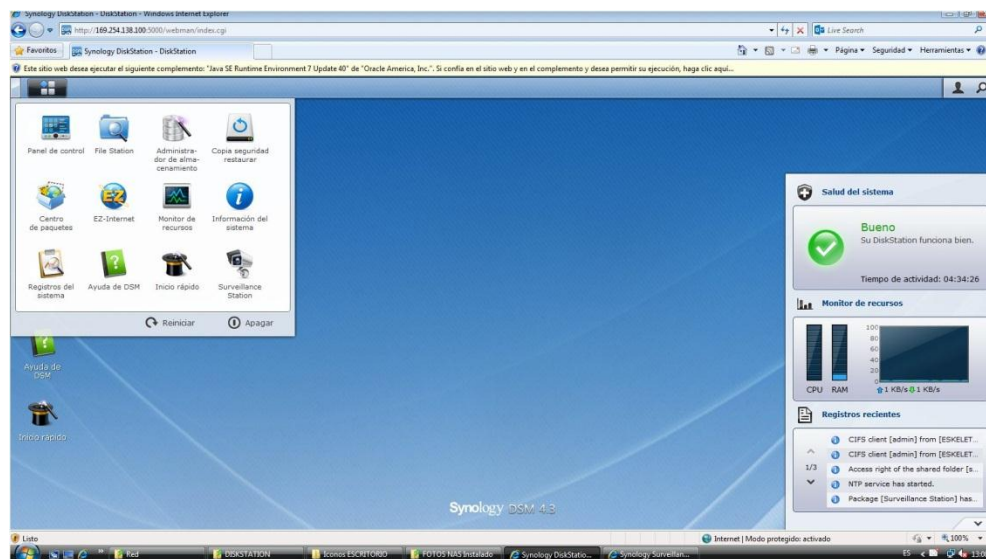 Synology DiskStation - DiskStation - Windows Internet Explorer
http://169.254.138.100:5000/webman/index.cgi
Live Search
Favoritos
Synology DiskStation - DiskStation
Página
Seguridad
Herramientas
Este sitio web desea ejecutar el siguiente complemento: "Java SE Runtime Environment 7 Update 40" de "Oracle America, Inc.". Si confía en el sitio web y en el complemento y desea permitir su ejecución, haga clic aquí...
Panel de control
File Station
Administra-
dor de alma-
cenamiento
Copia seguridad
restaurar
Centro
de paquetes
EZ
EZ-Internet
Monitor de
recursos
Información del
sistema
Registros del
sistema
Ayuda de DSM
Inicio rápido
Surveillance
Station
Reiniciar
Apagar
Ayuda de
DSM
Inicio rápido
Salud del sistema
Bueno
Su DiskStation funciona bien.
Tiempo de actividad: 04:34:26
Monitor de recursos
100
80
60
40
20
0
CPU
RAM
1 KB/s
1 KB/s
Registros recientes
CIFS client [admin] from [ESKELET...
CIFS client [admin] from [ESKELET...
1/3
Access right of the shared folder [s...
NTP service has started.
Package [Surveillance Station] has...
Synology DSM 4.3
Listo
Internet | Modo protegido: activado
100%
Red
DISKSTATION
Iconos ESCRITORIO
FOTOS NAS Instalado
Synology DiskStatio...
Synology Surveillan...
ES
13:00